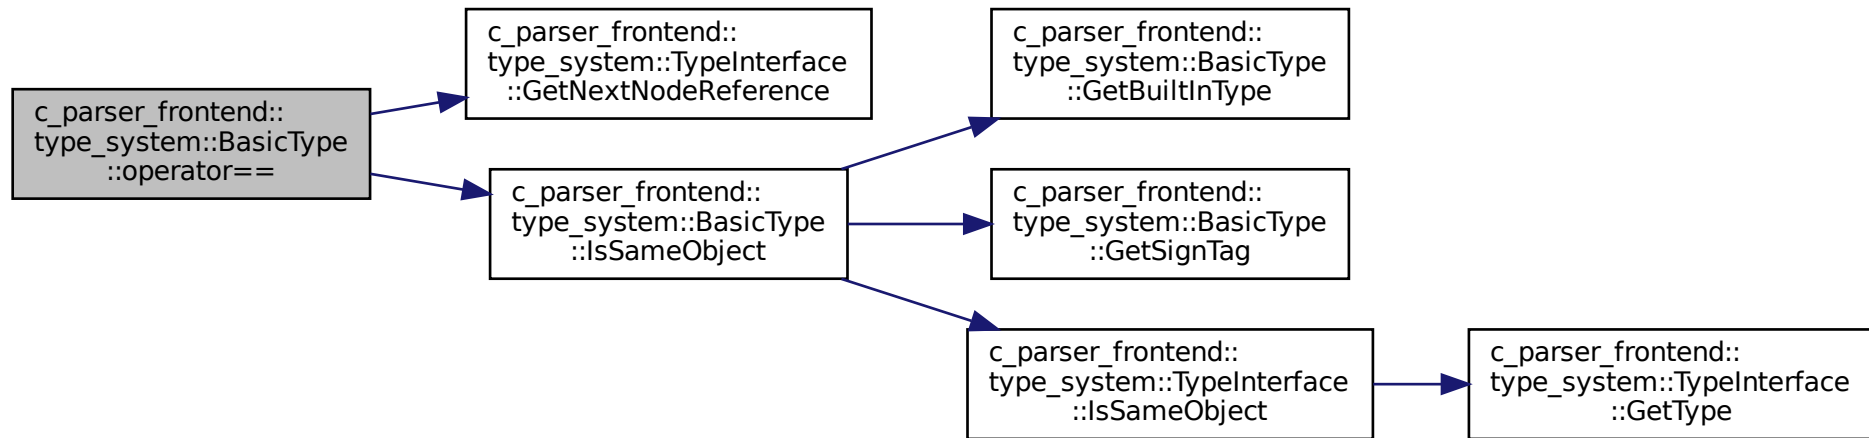 c_parser_frontend::
type_system::BasicType
::operator==
c_parser_frontend::
type_system::TypeInterface
::GetNextNodeReference
c_parser_frontend::
type_system::BasicType
::IsSameObject
c_parser_frontend::
type_system::BasicType
::GetBuiltInType
c_parser_frontend::
type_system::BasicType
::GetSignTag
c_parser_frontend::
type_system::TypeInterface
::IsSameObject
c_parser_frontend::
type_system::TypeInterface
::GetType